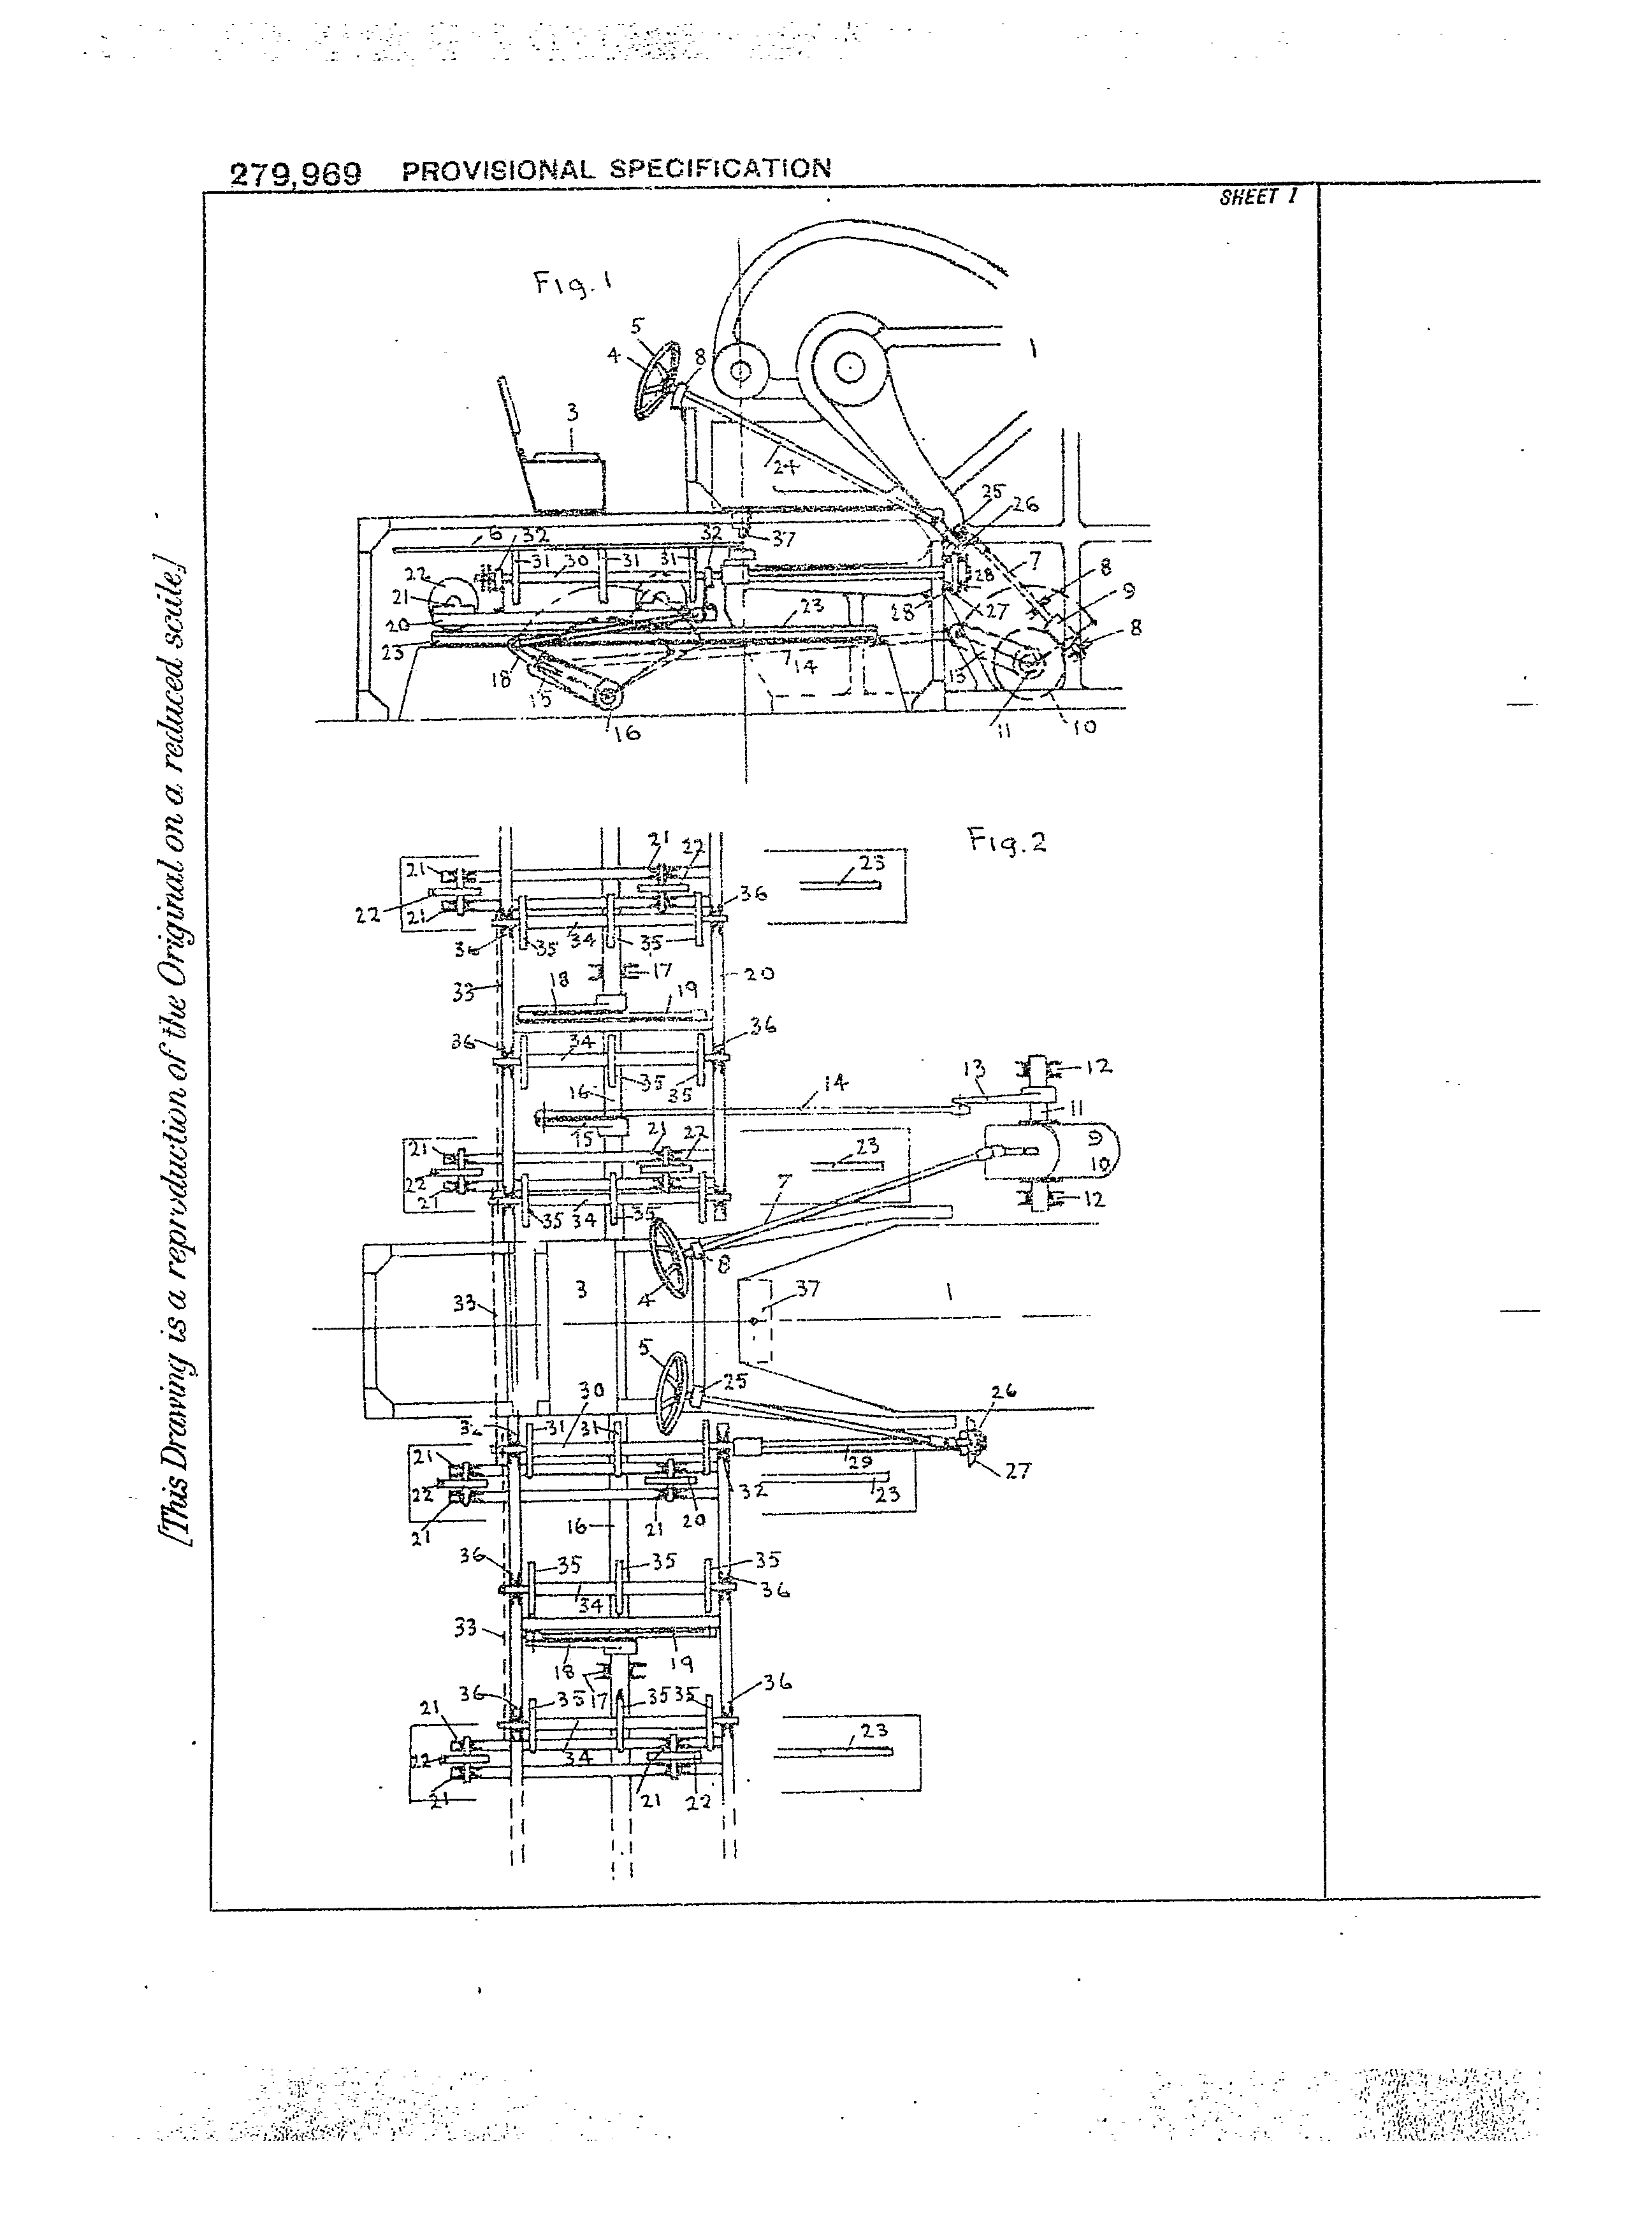 279,969 PROVISIONAL SPECIFICATION
SHEET 1
[This Drawing is a reproduction of the Original on a reduced scale.]
Fig. 1
5
4
8
1
3
24
25
26
6 32 32 37
31 30 31 31 7 8
22 28 9
21 28 27
20 23 8
23
18 7 14 13
15
16 11 10
Fig. 2
21 21 22 23
22 21 36
36 35 34 35
17 20
33 18 19
36 34 36
35 35 13 12
16 14 11
15
21 21 22 23 9
22 10
21 7 12
35 34 35
8
3 37 1
33 4
5
30 25 26
31 31
21
29 27
22 32 23
21 16 21 20
36 35 35 35
34 36
33
18 19
17
36 35 35 35 36
21 23
22 34
21 21 22